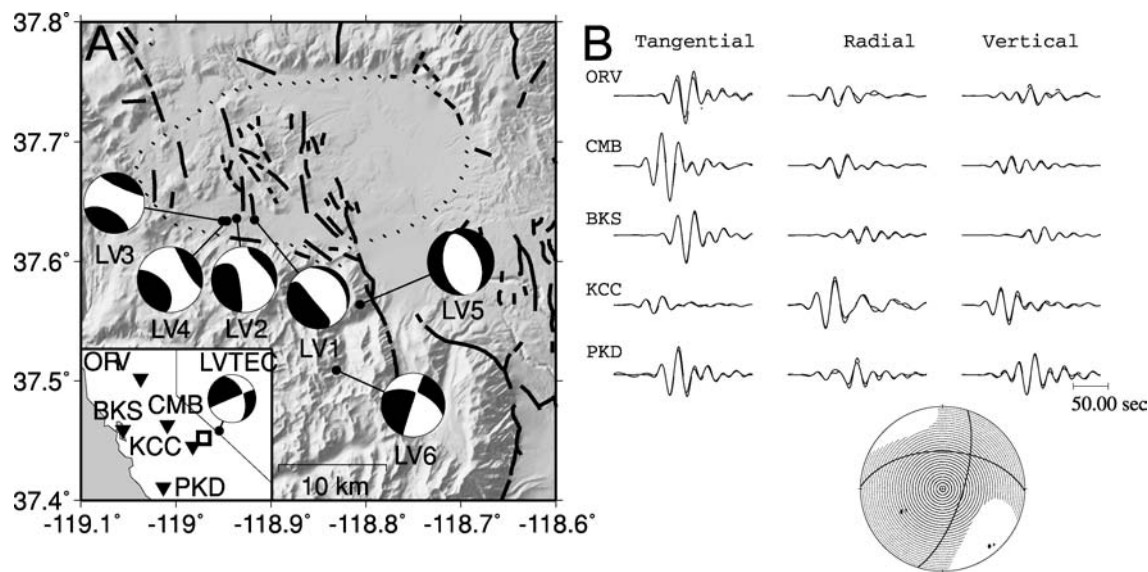 A
37.8°
37.7°
37.6°
37.5°
37.4°
-119.1°
-119°
-118.9°
-118.8°
-118.7°
-118.6°
LV3
LV4
LV2
LV1
LV5
LV6
ORV
LVTEC
BKS
CMB
KCC
PKD
10 km
B
Tangential Radial Vertical
ORV
CMB
BKS
KCC
PKD
50.00 sec